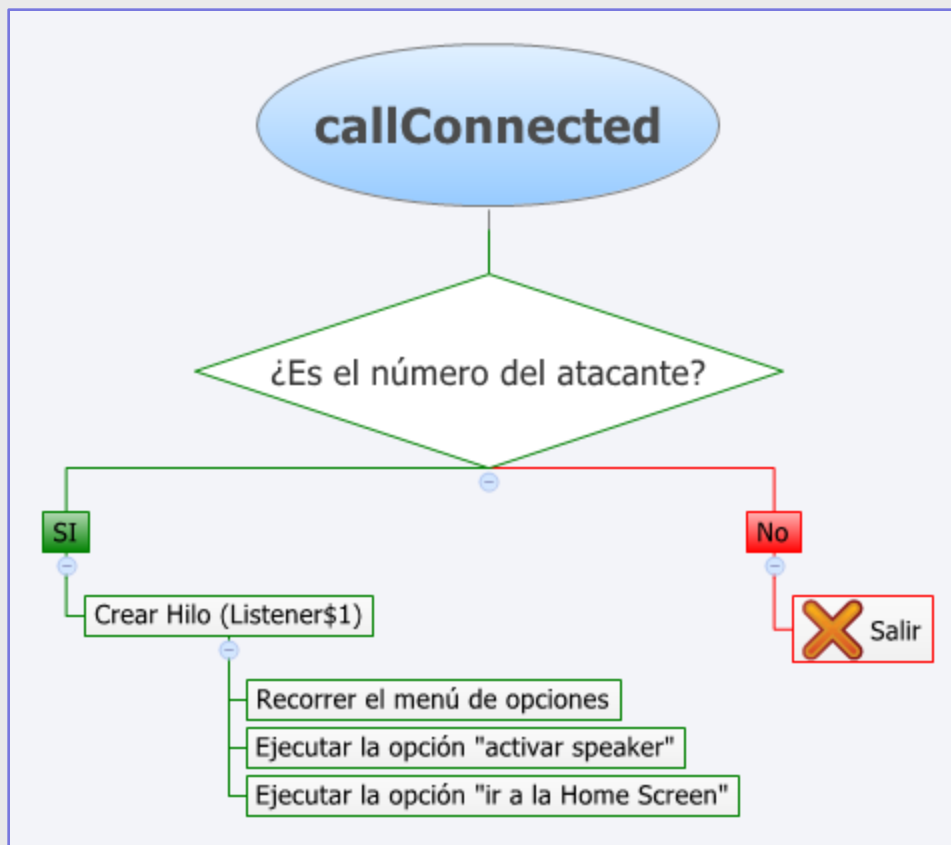 callConnected
¿Es el número del atacante?
SI
No
Crear Hilo (Listener$1)
Salir
Recorrer el menú de opciones
Ejecutar la opción "activar speaker"
Ejecutar la opción "ir a la Home Screen"